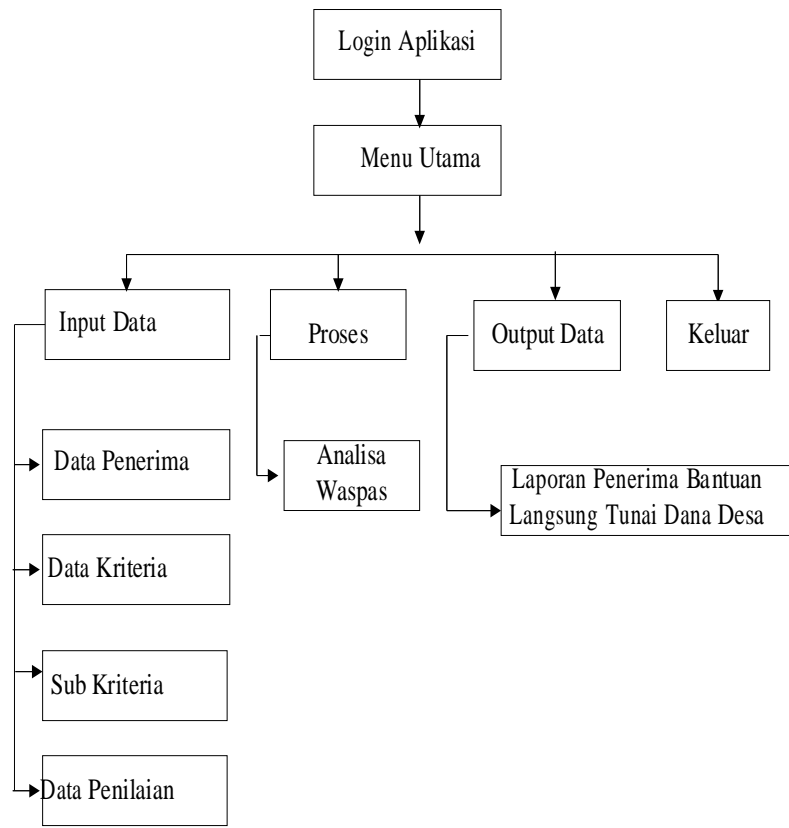 Login Aplikasi
Menu Utama
Input Data
Proses
Output Data
Keluar
Data Penerima
Analisa
Waspas
Laporan Penerima Bantuan
Langsung Tunai Dana Desa
Data Kriteria
Sub Kriteria
Data Penilaian